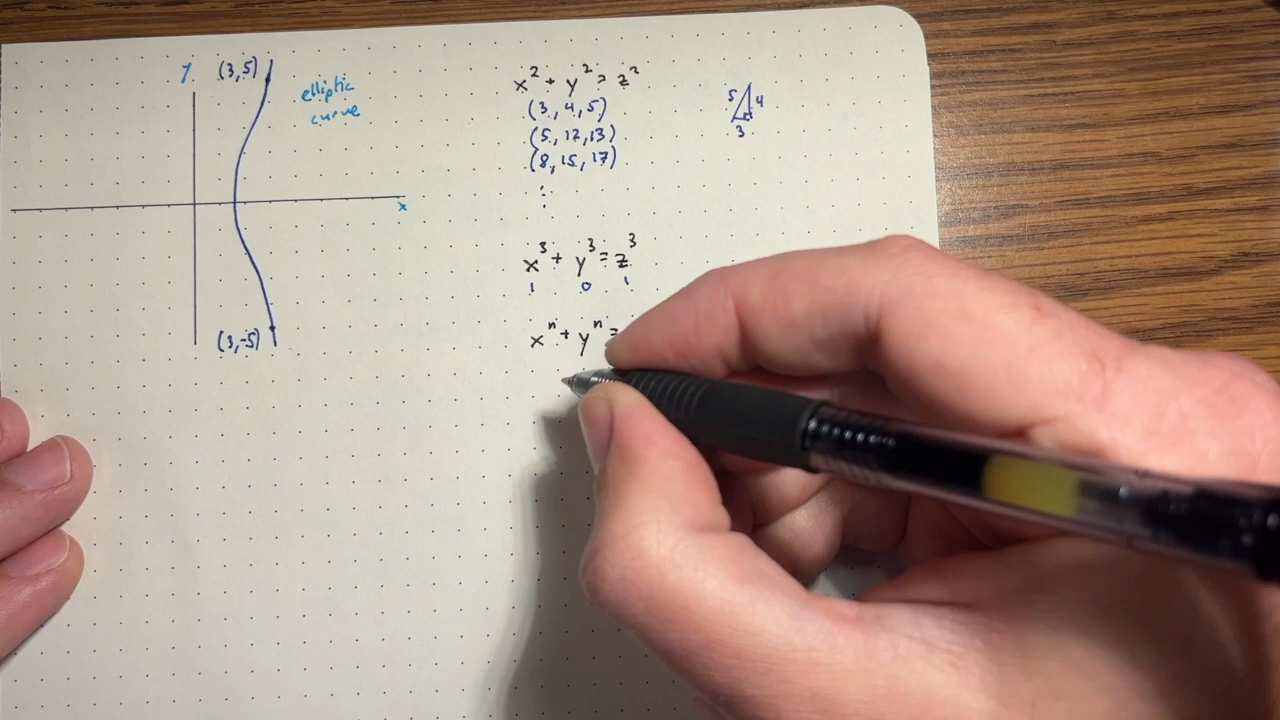 y
(3,5)
elliptic
curve
x
(3,-5)
x² + y² = z²
(3, 4, 5)
(5, 12, 13)
(8, 15, 17)
⋮
x³ + y³ = z³
1 0 1
xⁿ + yⁿ =
5
4
3